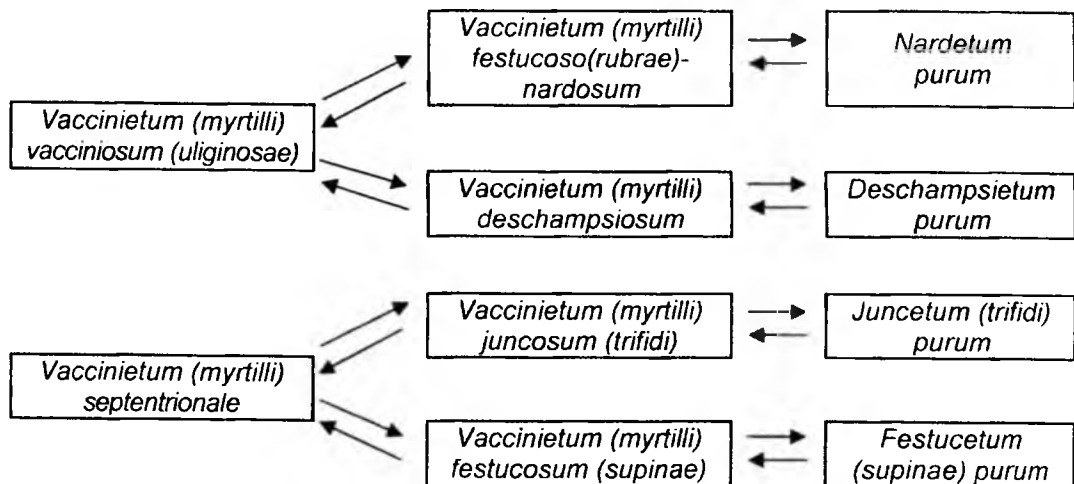 Vaccinietum (myrtilli)
festucoso(rubrae)-
nardosum
Nardetum
purum
Vaccinietum (myrtilli)
vacciniosum (uliginosae)
Vaccinietum (myrtilli)
deschampsiosum
Deschampsietum
purum
Vaccinietum (myrtilli)
juncosum (trifidi)
Juncetum (trifidi)
purum
Vaccinietum (myrtilli)
septentrionale
Vaccinietum (myrtilli)
festucosum (supinae)
Festucetum
(supinae) purum